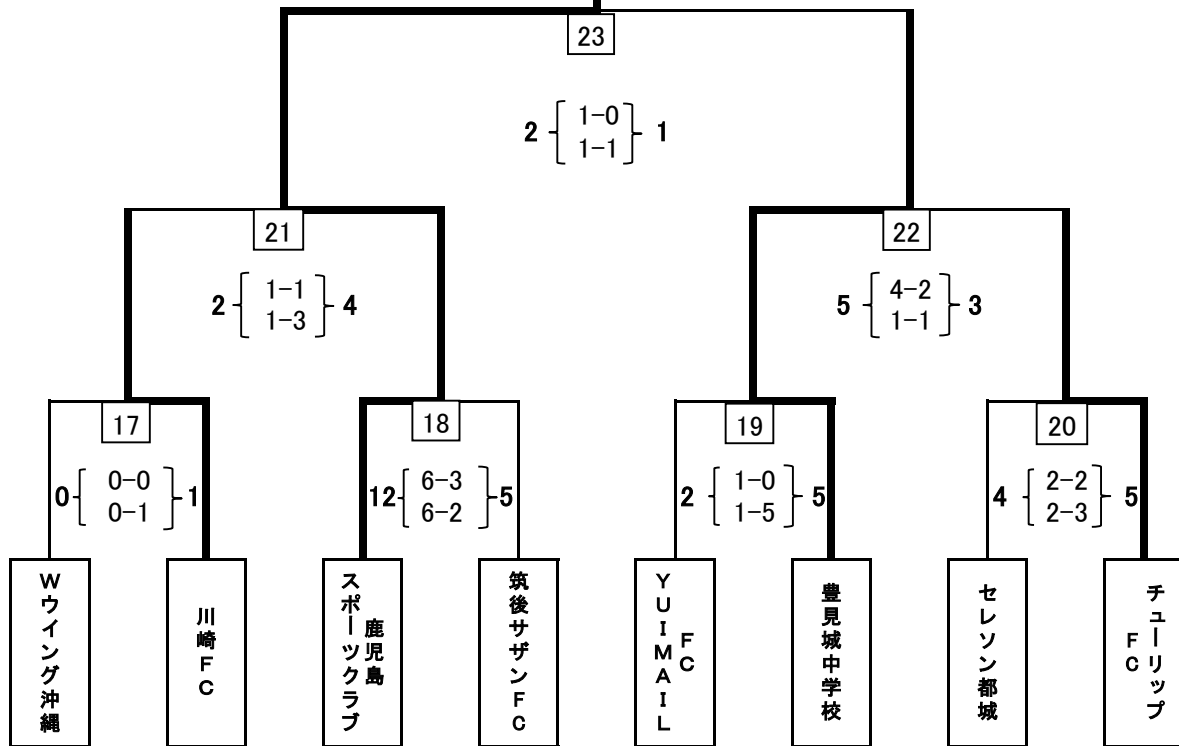 23
1-0
2 1
1-1
21
22
1-1
2 4
1-3
4-2
5 3
1-1
17
18
19
20
0-0
0 1
0-1
6-3
12 5
6-2
1-0
2 5
1-5
2-2
4 5
2-3
Wウイング沖縄
川崎FC
鹿児島
スポーツクラブ
筑後サザンFC
FC
YUIMAIL
豊見城中学校
セレソン都城
チューリップ
FC